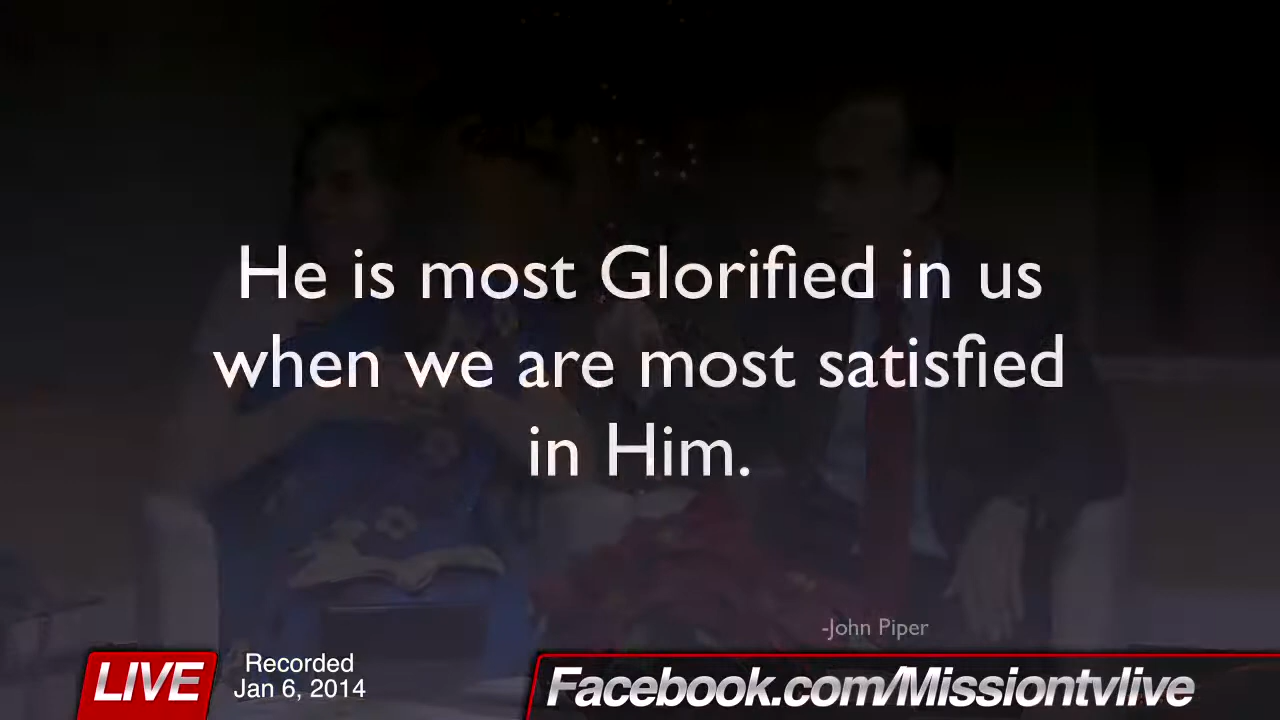 He is most Glorified in us
when we are most satisfied
in Him.
-John Piper
LIVE
Recorded
Jan 6, 2014
Facebook.com/Missiontvlive